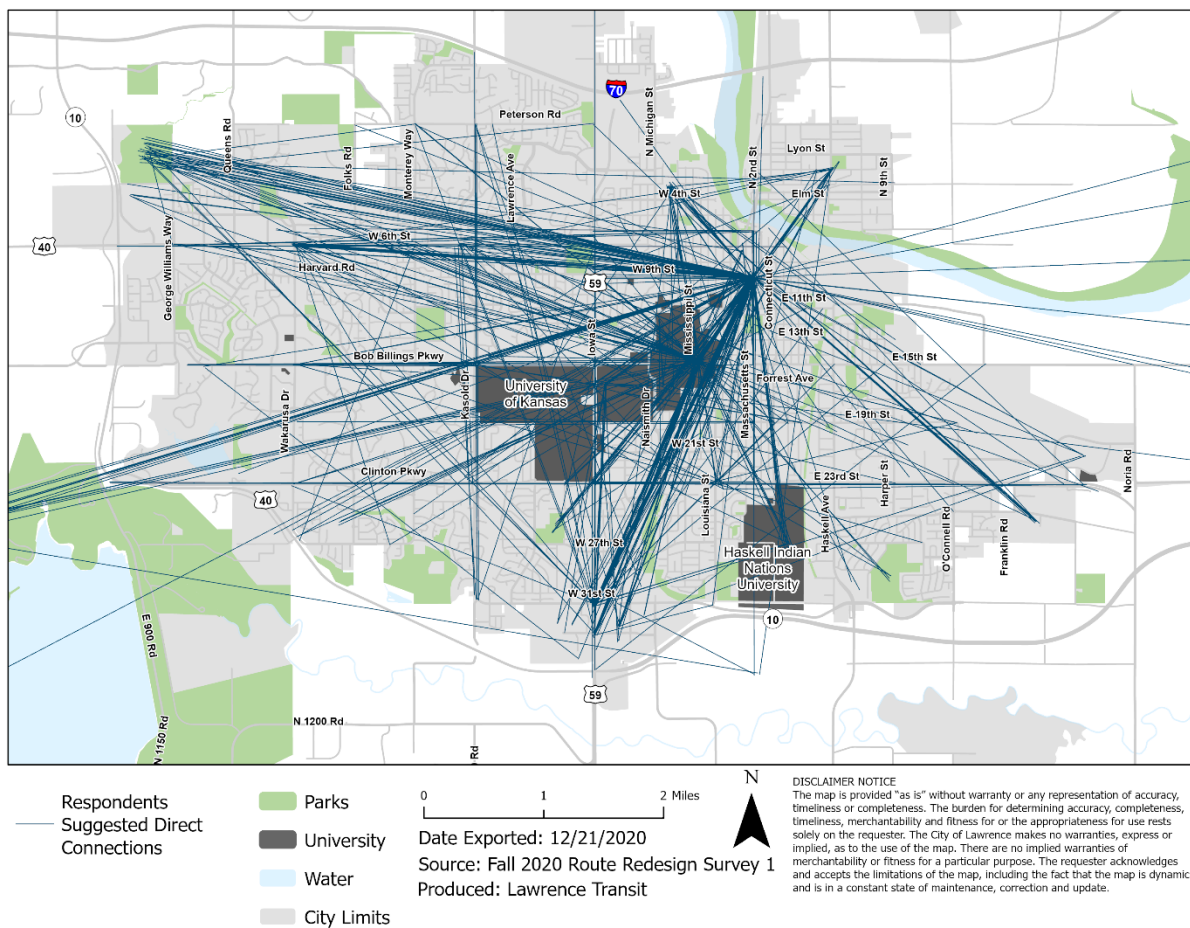 70
Peterson Rd
N Michigan St
10
Queens Rd
Folks Rd
Monterey Way
Lawrence Ave
N 2nd St
Lyon St
N 9th St
W 4th St
Elm St
40
George Williams Way
W 6th St
Harvard Rd
W 9th St
59
Connecticut St
E 11th St
Mississippi St
E 13th St
Iowa St
Bob Billings Pkwy
E 15th St
University
of Kansas
Kasold Dr
Naismith Dr
Massachusetts St
Forrest Ave
Wakarusa Dr
E 19th St
W 21st St
Clinton Pkwy
E 23rd St
Noria Rd
Harper St
40
Louisiana St
Haskell Ave
O'Connell Rd
Franklin Rd
W 27th St
Haskell Indian
Nations
University
W 31st St
10
E 900 Rd
59
N 1200 Rd
N 1150 Rd
Rd
Respondents
Suggested Direct
Connections
Parks
University
Water
City Limits
0 1 2 Miles
Date Exported: 12/21/2020
Source: Fall 2020 Route Redesign Survey 1
Produced: Lawrence Transit
N
DISCLAIMER NOTICE
The map is provided "as is" without warranty or any representation of accuracy,
timeliness or completeness. The burden for determining accuracy, completeness,
timeliness, merchantability and fitness for or the appropriateness for use rests
solely on the requester. The City of Lawrence makes no warranties, express or
implied, as to the use of the map. There are no implied warranties of
merchantability or fitness for a particular purpose. The requester acknowledges
and accepts the limitations of the map, including the fact that the map is dynamic
and is in a constant state of maintenance, correction and update.